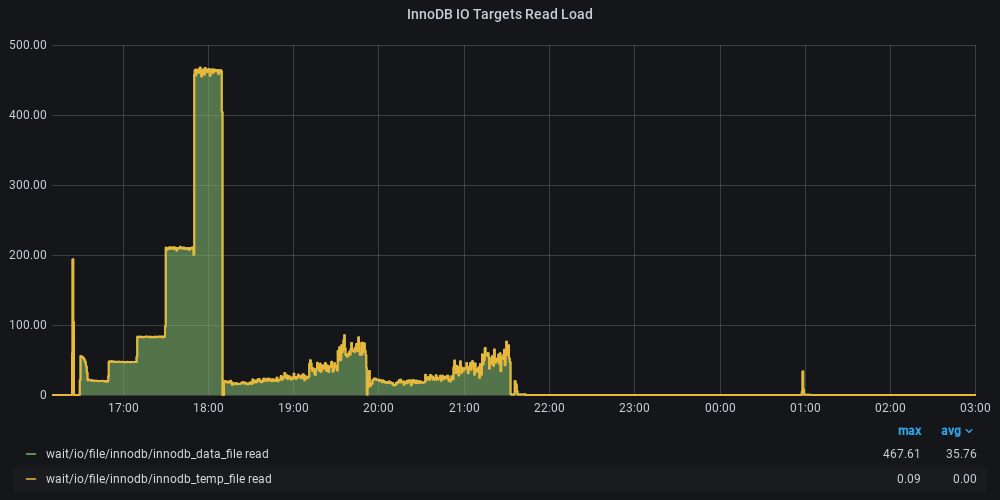 InnoDB IO Targets Read Load
500.00
400.00
300.00
200.00
100.00
0
17:00 18:00 19:00 20:00 21:00 22:00 23:00 00:00 01:00 02:00 03:00
max avg
wait/io/file/innodb/innodb_data_file read 467.61 35.76
wait/io/file/innodb/innodb_temp_file read 0.09 0.00